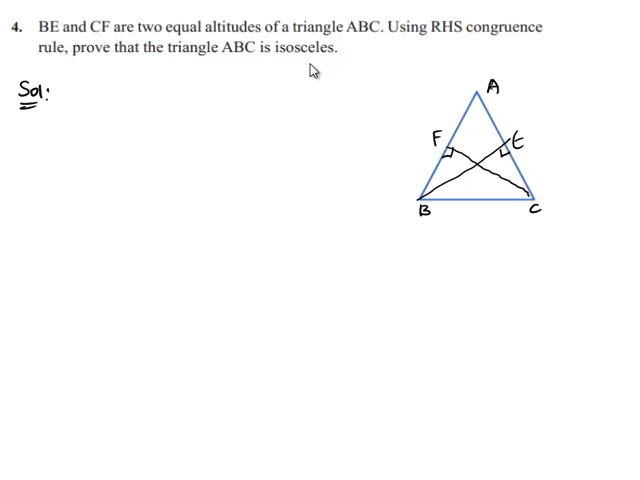 4. BE and CF are two equal altitudes of a triangle ABC. Using RHS congruence
rule, prove that the triangle ABC is isosceles.
Sol:
A
F
E
B
C